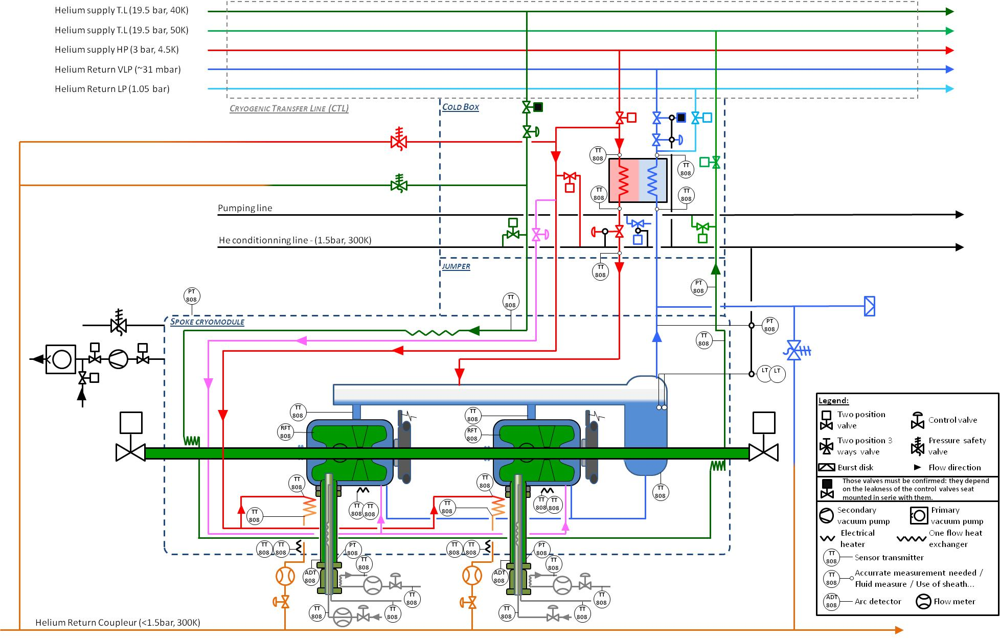 Helium supply T.L (19.5 bar, 40K)
Helium supply T.L (19.5 bar, 50K)
Helium supply HP (3 bar, 4.5K)
Helium Return VLP (~31 mbar)
Helium Return LP (1.05 bar)
CRYOGENIC TRANSFER LINE (CTL)
COLD BOX
TT
808
TT
808
TT
808
TT
808
Pumping line
He conditionning line - (1.5bar, 300K)
JUMPER
TT
808
PT
808
PT
808
TT
808
SPOKE CRYOMODULE
PT
808
TT
808
LT
LT
TT
808
RFT
808
TT
808
RFT
808
TT
808
TT
808
TT
808
TT
808
TT
808
TT
808
TT
808
TT
808
TT
808
TT
808
TT
808
PT
808
TT
808
ADT
808
TT
808
TT
808
TT
808
TT
808
TT
808
PT
808
TT
808
ADT
808
TT
808
TT
808
TT
808
Helium Return Coupleur (<1.5bar, 300K)
Legend:
Two position
valve
Control valve
Two position 3
ways valve
Pressure safety
valve
Burst disk
Flow direction
Those valves must be confirmed: they depend
on the leakness of the control valves seat
mounted in serie with them.
Secondary
vacuum pump
Primary
vacuum pump
Electrical
heater
One flow heat
exchanger
TT
808
Sensor transmitter
TT
808
Accurrate measurement needed /
Fluid measure / Use of sheath...
ADT
808
Arc detector
Flow meter